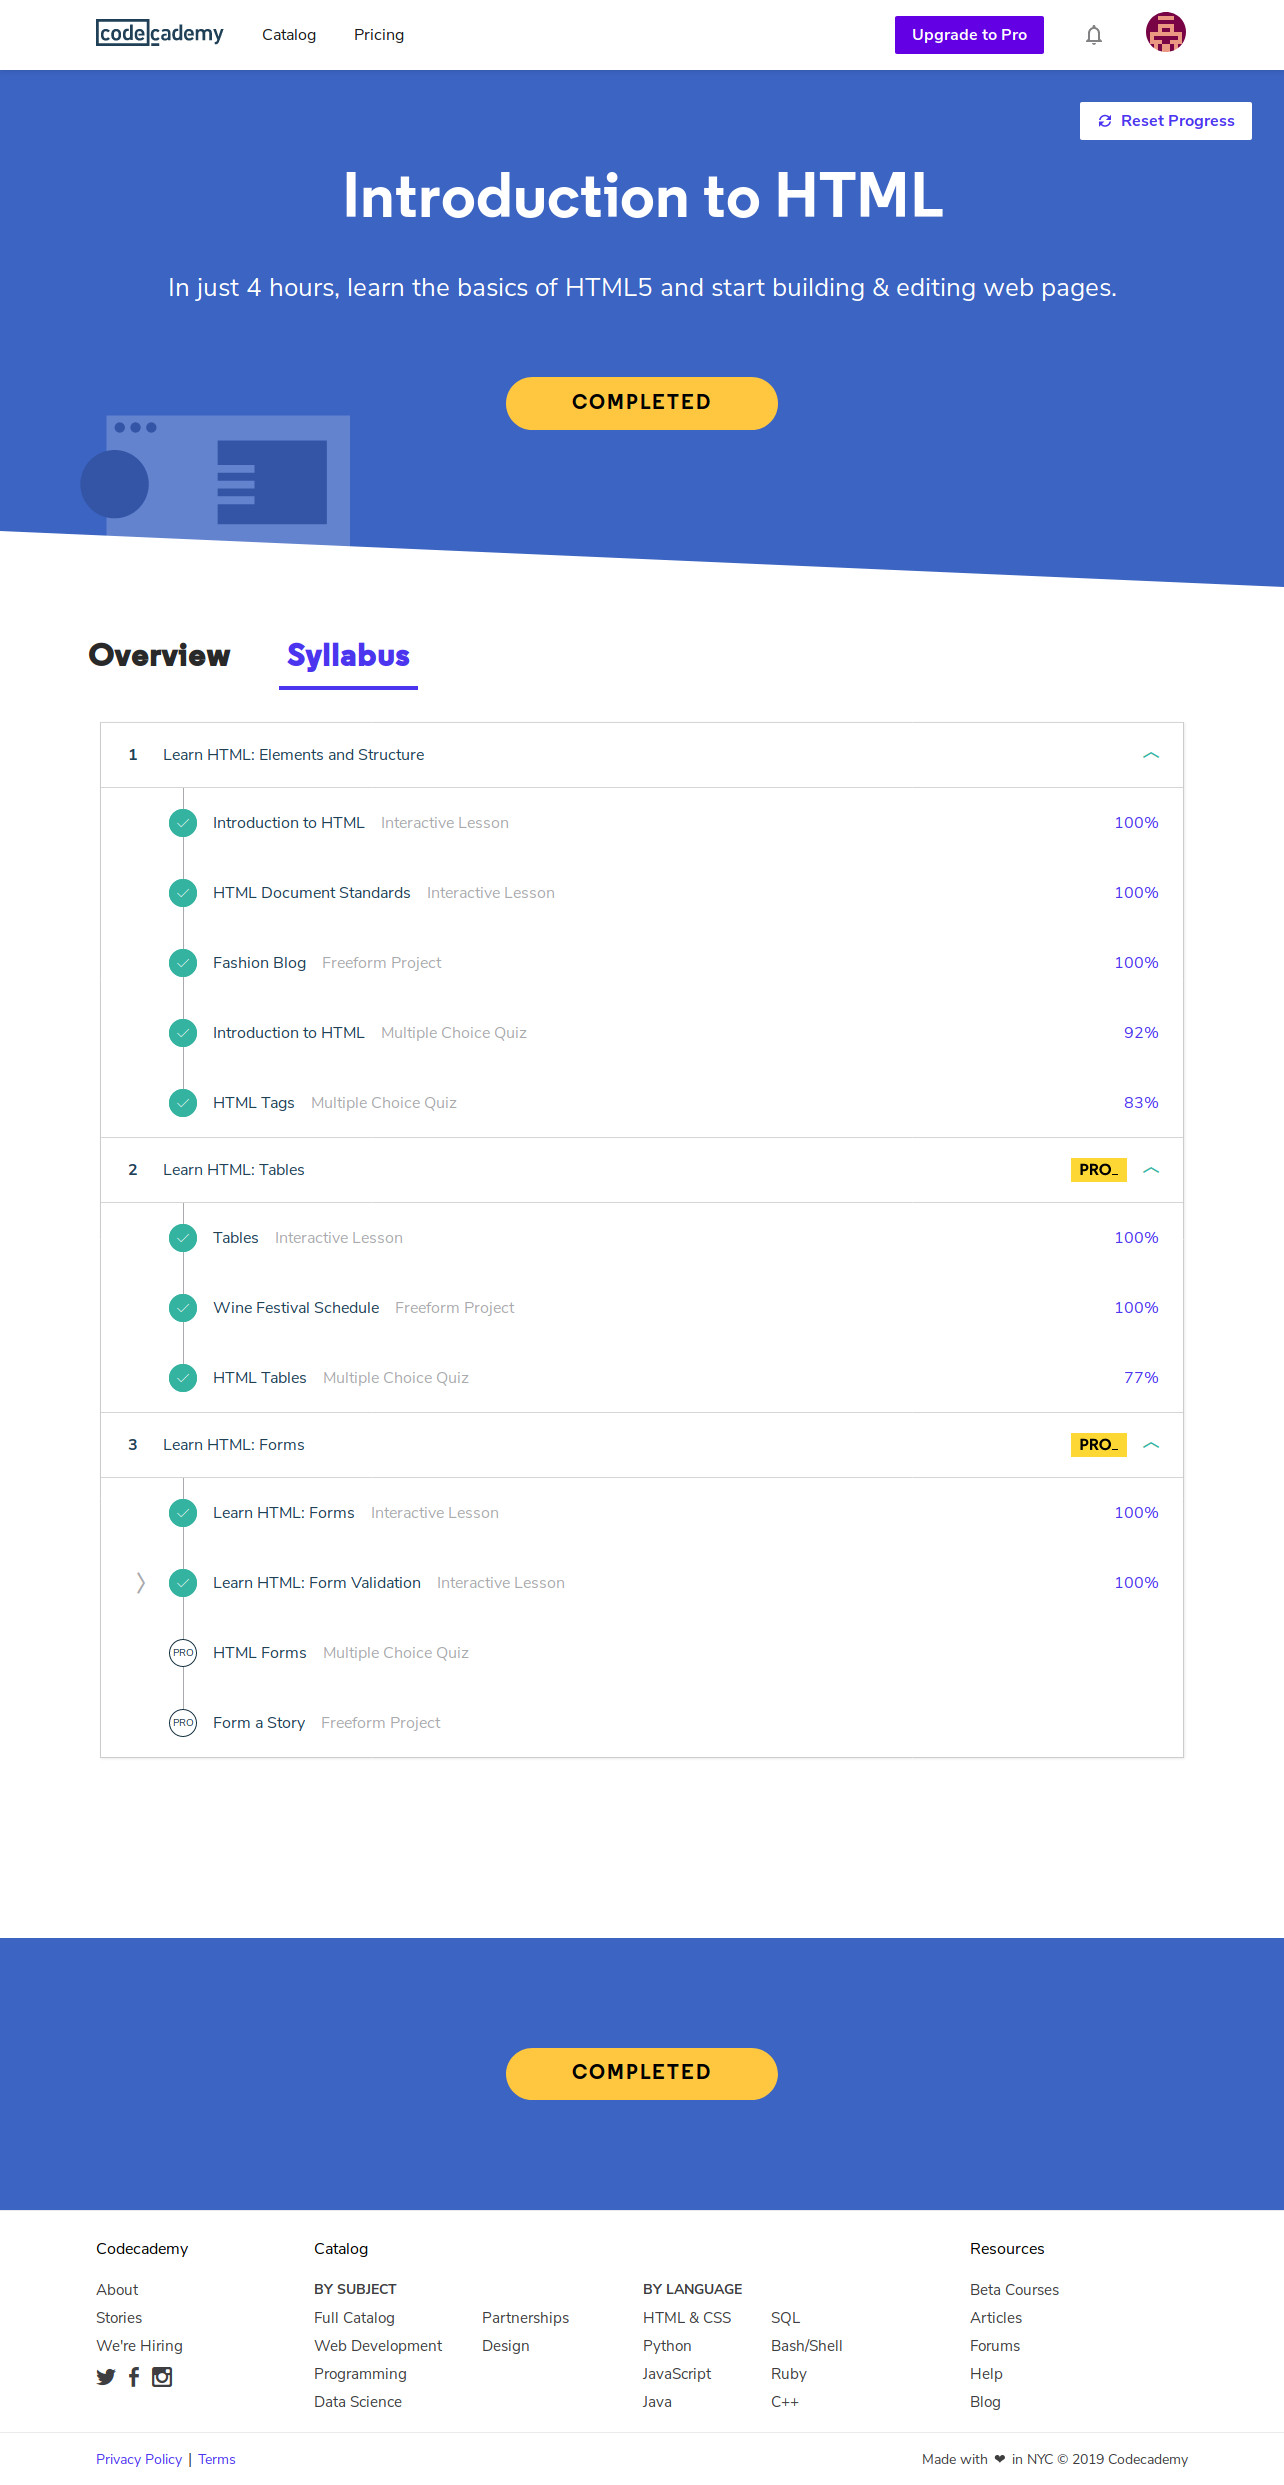 codecademy Catalog Pricing Upgrade to Pro
Reset Progress
Introduction to HTML
In just 4 hours, learn the basics of HTML5 and start building & editing web pages.
COMPLETED
Overview Syllabus
1 Learn HTML: Elements and Structure
Introduction to HTML Interactive Lesson 100%
HTML Document Standards Interactive Lesson 100%
Fashion Blog Freeform Project 100%
Introduction to HTML Multiple Choice Quiz 92%
HTML Tags Multiple Choice Quiz 83%
2 Learn HTML: Tables PRO_
Tables Interactive Lesson 100%
Wine Festival Schedule Freeform Project 100%
HTML Tables Multiple Choice Quiz 77%
3 Learn HTML: Forms PRO_
Learn HTML: Forms Interactive Lesson 100%
Learn HTML: Form Validation Interactive Lesson 100%
PRO HTML Forms Multiple Choice Quiz
PRO Form a Story Freeform Project
COMPLETED
Codecademy Catalog Resources
About BY SUBJECT BY LANGUAGE Beta Courses
Stories Full Catalog Partnerships HTML & CSS SQL Articles
We're Hiring Web Development Design Python Bash/Shell Forums
Programming JavaScript Ruby Help
Data Science Java C++ Blog
Privacy Policy | Terms Made with ❤ in NYC © 2019 Codecademy